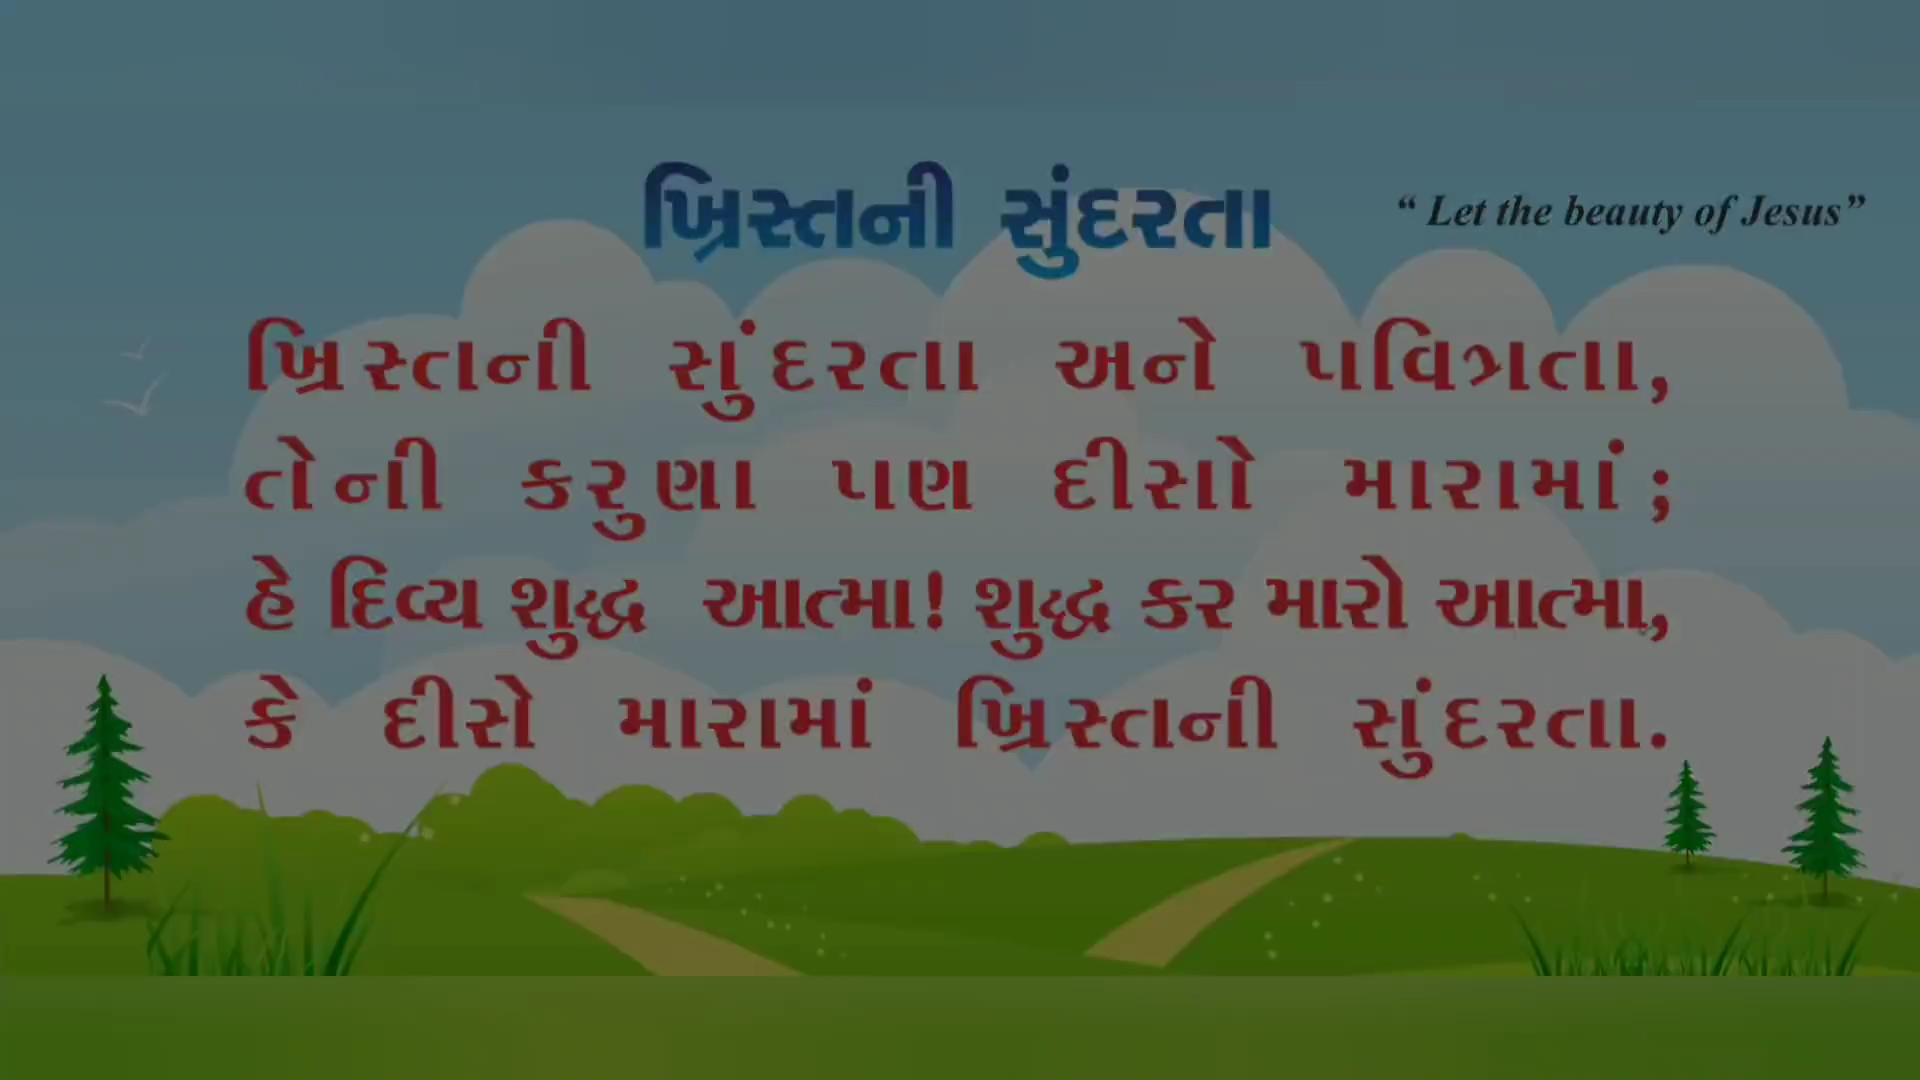 ખ્રિસ્તની સુંદરતા
“ Let the beauty of Jesus”
ખ્રિસ્તની સુંદરતા અને પવિત્રતા,
તેની કરુણા પણ દીસો મારામાં;
હે દિવ્ય શુદ્ધ આત્મા! શુદ્ધ કર મારો આત્મા,
કે દીસે મારામાં ખ્રિસ્તની સુંદરતા.